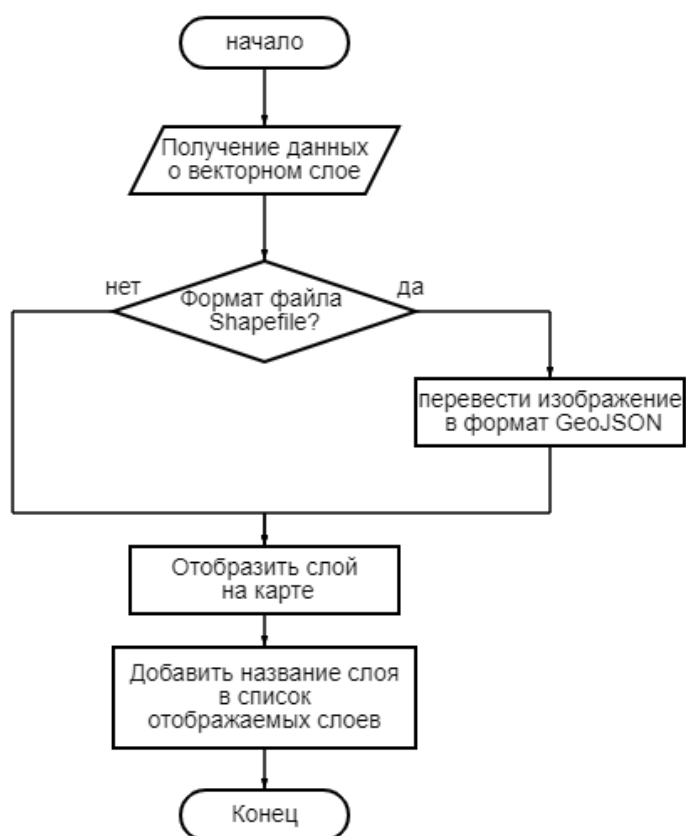 начало
Получение данных
о векторном слое
нет
Формат файла
Shapefile?
да
перевести изображение
в формат GeoJSON
Отобразить слой
на карте
Добавить название слоя
в список
отображаемых слоев
Конец